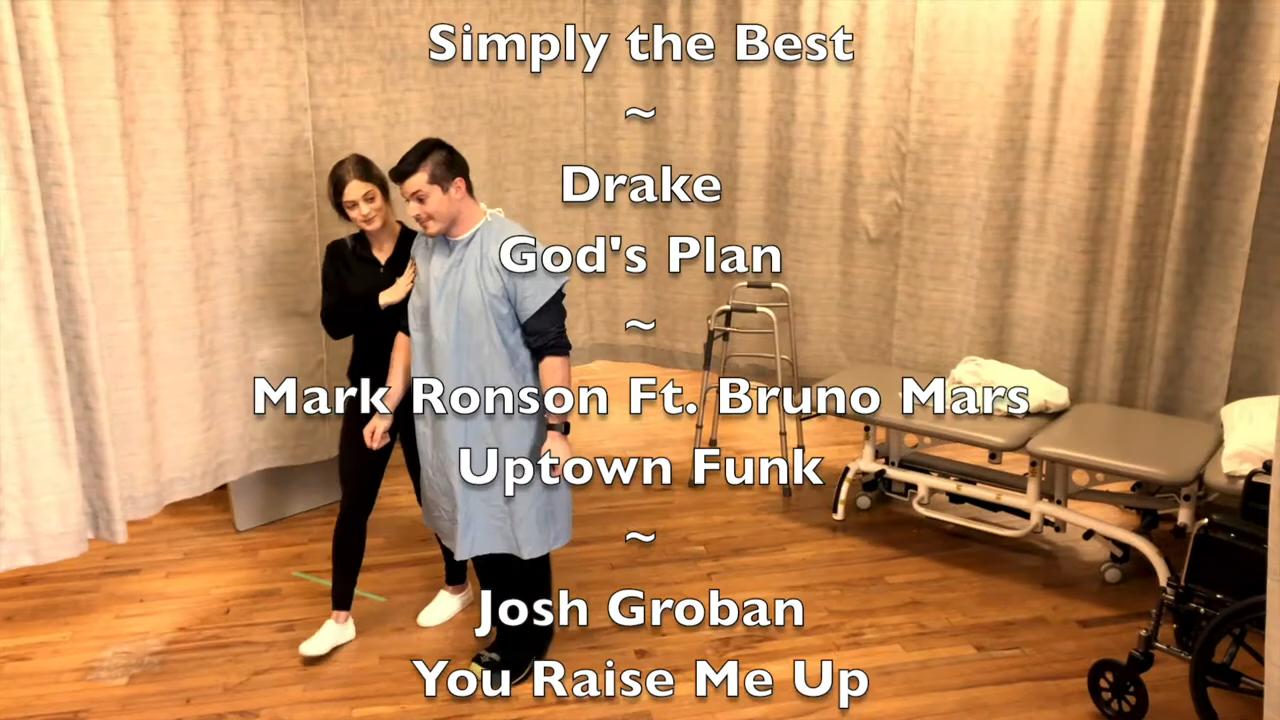 Simply the Best
~
Drake
God's Plan
~
Mark Ronson Ft. Bruno Mars
Uptown Funk
~
Josh Groban
You Raise Me Up